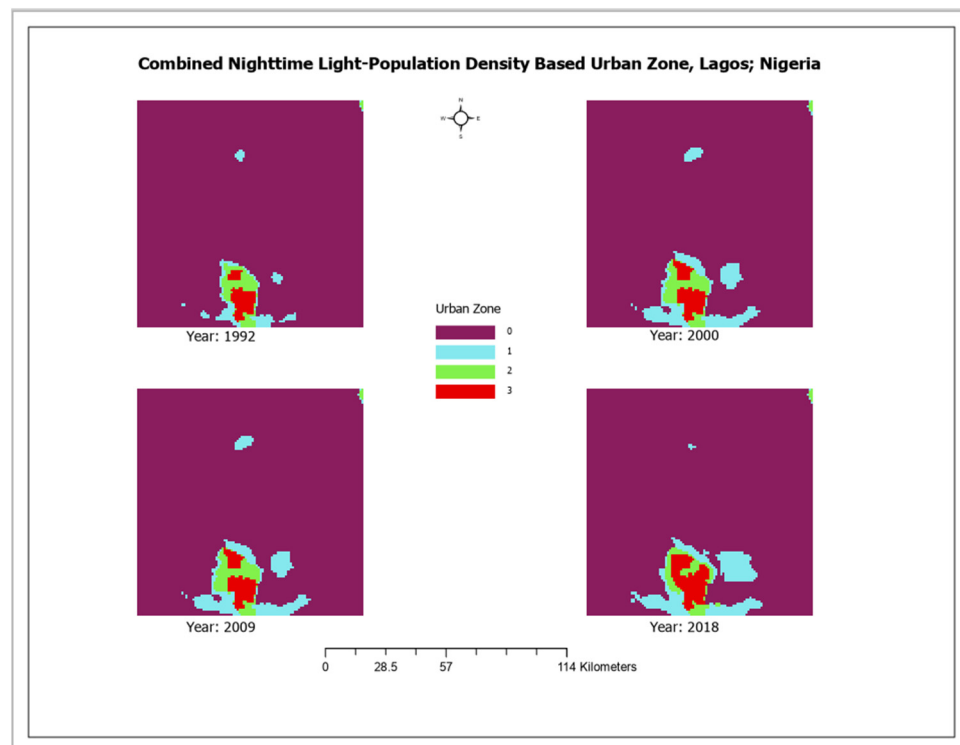 Combined Nighttime Light-Population Density Based Urban Zone, Lagos; Nigeria
N
W E
S
Year: 1992
Year: 2000
Urban Zone
0
1
2
3
Year: 2009
Year: 2018
0 28.5 57 114 Kilometers